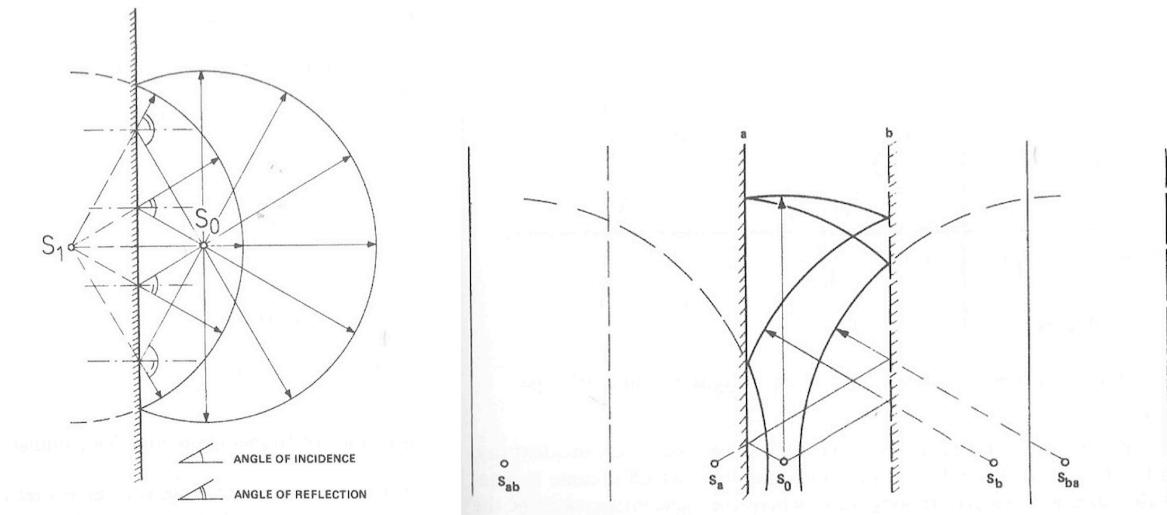 S₁
S₀
ANGLE OF INCIDENCE
ANGLE OF REFLECTION
a
b
Sab
Sa
S₀
Sb
Sba